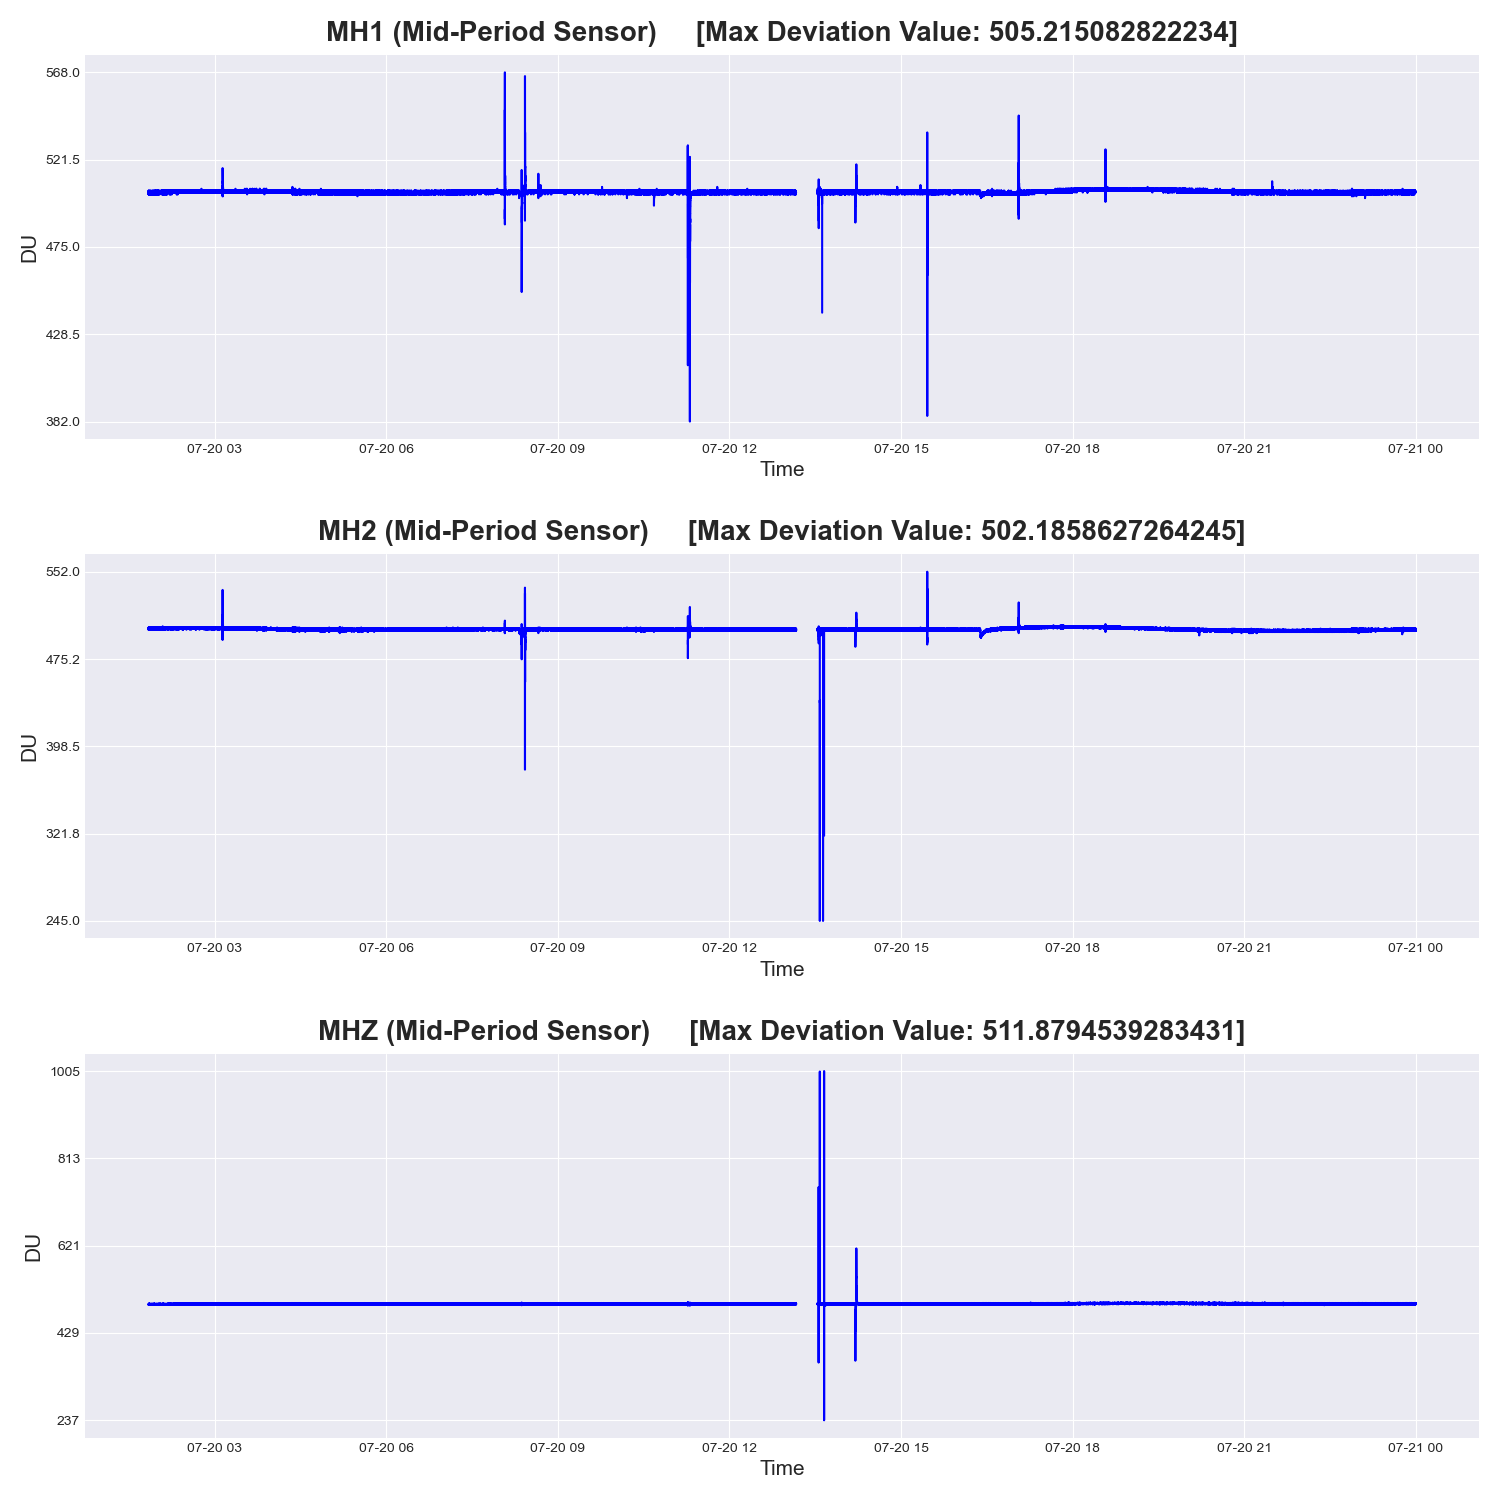 MH1 (Mid-Period Sensor) [Max Deviation Value: 505.215082822234]
568.0
521.5
475.0
428.5
382.0
DU
07-20 03 07-20 06 07-20 09 07-20 12 07-20 15 07-20 18 07-20 21 07-21 00
Time
MH2 (Mid-Period Sensor) [Max Deviation Value: 502.1858627264245]
552.0
475.2
398.5
321.8
245.0
DU
07-20 03 07-20 06 07-20 09 07-20 12 07-20 15 07-20 18 07-20 21 07-21 00
Time
MHZ (Mid-Period Sensor) [Max Deviation Value: 511.8794539283431]
1005
813
621
429
237
DU
07-20 03 07-20 06 07-20 09 07-20 12 07-20 15 07-20 18 07-20 21 07-21 00
Time